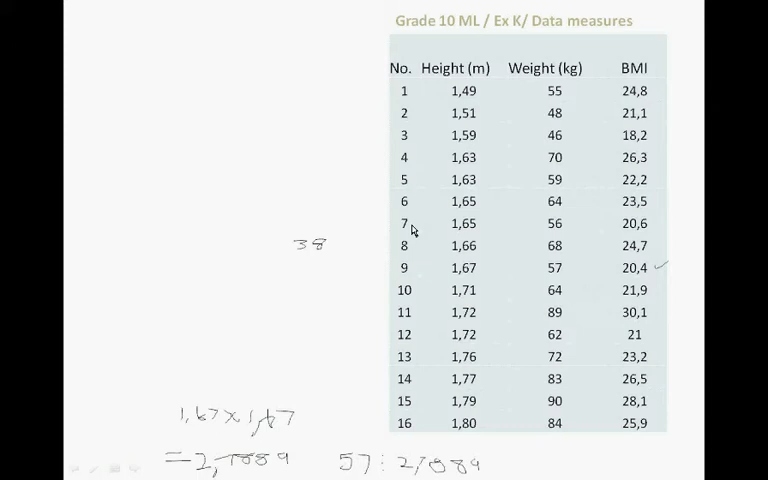 Grade 10 ML / Ex K/ Data measures
No. Height (m) Weight (kg) BMI
1 1,49 55 24,8
2 1,51 48 21,1
3 1,59 46 18,2
4 1,63 70 26,3
5 1,63 59 22,2
6 1,65 64 23,5
7 1,65 56 20,6
8 1,66 68 24,7
38
9 1,67 57 20,4
10 1,71 64 21,9
11 1,72 89 30,1
12 1,72 62 21
13 1,76 72 23,2
14 1,77 83 26,5
15 1,79 90 28,1
16 1,80 84 25,9
1,67 x 1,67
= 2,7889 57 : 2,7889